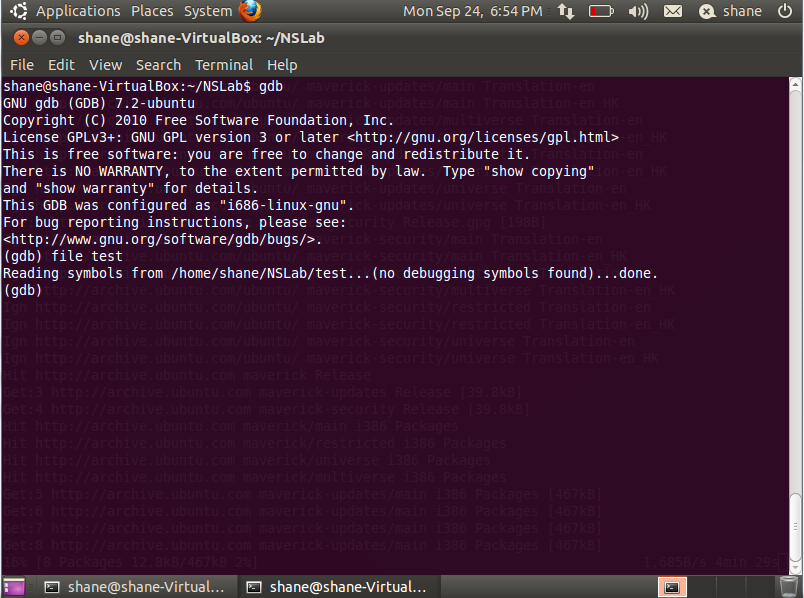 Applications Places System Mon Sep 24, 6:54 PM shane
shane@shane-VirtualBox: ~/NSLab
File Edit View Search Terminal Help
shane@shane-VirtualBox:~/NSLab$ gdb
GNU gdb (GDB) 7.2-ubuntu
Copyright (C) 2010 Free Software Foundation, Inc.
License GPLv3+: GNU GPL version 3 or later <http://gnu.org/licenses/gpl.html>
This is free software: you are free to change and redistribute it.
There is NO WARRANTY, to the extent permitted by law.  Type "show copying"
and "show warranty" for details.
This GDB was configured as "i686-linux-gnu".
For bug reporting instructions, please see:
<http://www.gnu.org/software/gdb/bugs/>.
(gdb) file test
Reading symbols from /home/shane/NSLab/test...(no debugging symbols found)...done.
(gdb)
Ign http://archive.ubuntu.com/ubuntu/ maverick-security/restricted Translation-en
Ign http://archive.ubuntu.com/ubuntu/ maverick-security/restricted Translation-en_HK
Ign http://archive.ubuntu.com/ubuntu/ maverick-security/universe Translation-en
Ign http://archive.ubuntu.com/ubuntu/ maverick-security/universe Translation-en_HK
Hit http://archive.ubuntu.com maverick Release
Get:3 http://archive.ubuntu.com maverick-updates Release [39.8kB]
Get:4 http://archive.ubuntu.com maverick-security Release [39.8kB]
Hit http://archive.ubuntu.com maverick/main i386 Packages
Hit http://archive.ubuntu.com maverick/restricted i386 Packages
Hit http://archive.ubuntu.com maverick/universe i386 Packages
Hit http://archive.ubuntu.com maverick/multiverse i386 Packages
Get:5 http://archive.ubuntu.com maverick-updates/main i386 Packages [467kB]
Get:6 http://archive.ubuntu.com maverick-updates/main i386 Packages [467kB]
Get:7 http://archive.ubuntu.com maverick-updates/main i386 Packages [467kB]
Get:8 http://archive.ubuntu.com maverick-updates/main i386 Packages [467kB]
16% [8 Packages 12.8kB/467kB 2%] 1,685B/s 4min 29s
shane@shane-Virtual... shane@shane-Virtual...